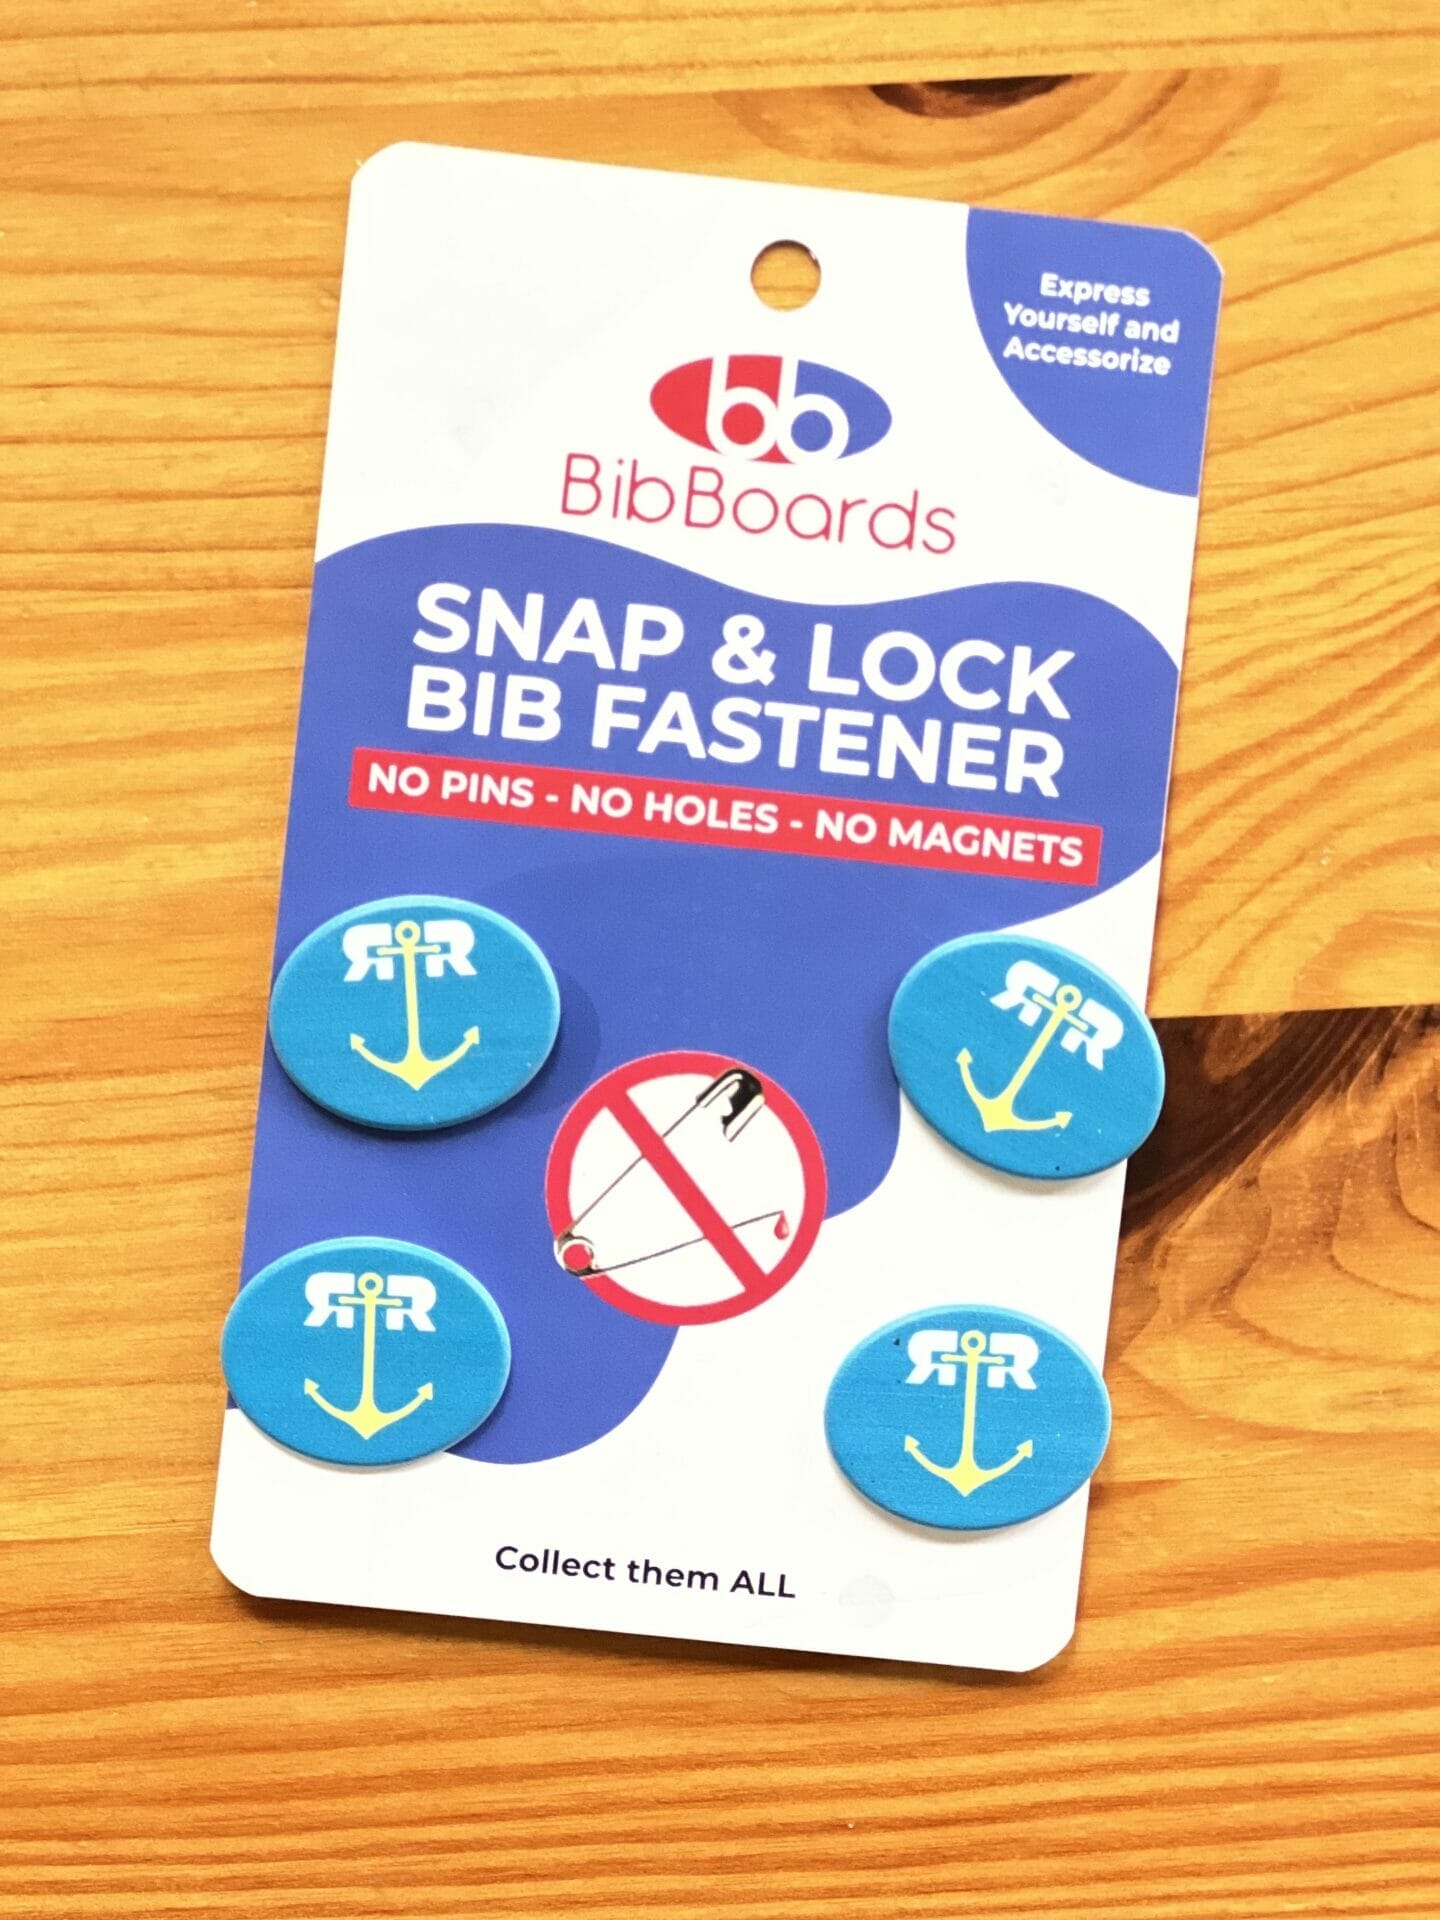 Express
Yourself and
Accessorize
bb
BibBoards
SNAP & LOCK
BIB FASTENER
NO PINS - NO HOLES - NO MAGNETS
RR
RR
RR
RR
Collect them ALL